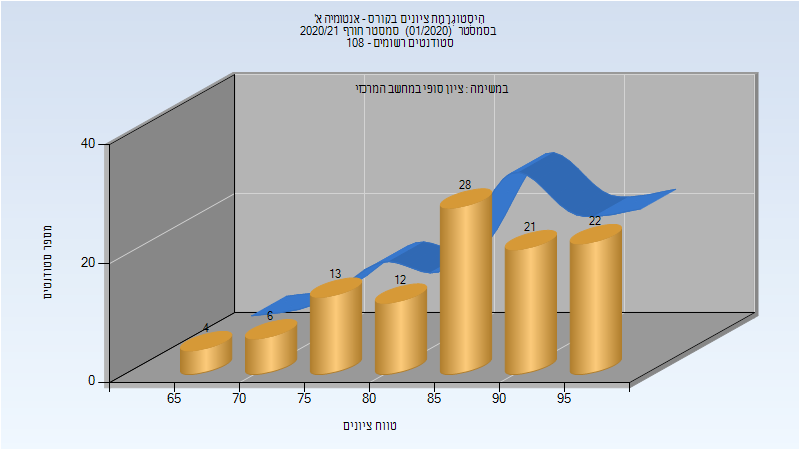 היסטוגרמת ציונים בקורס - אנטומיה א'
בסמסטר (01/2020) סמסטר חורף 2020/21
סטודנטים רשומים - 108
במשימה : ציון סופי במחשב המרכזי
40
20
0
מספר סטודנטים
4
6
13
12
28
21
22
65
70
75
80
85
90
95
טווח ציונים